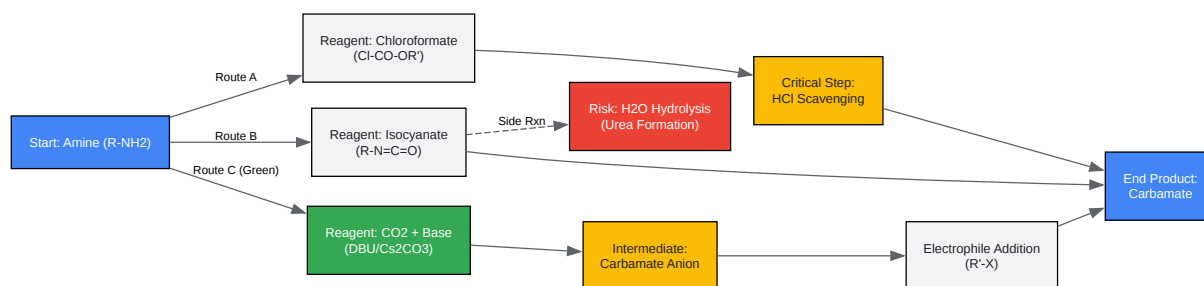 Reagent: Chloroformate
(Cl-CO-OR')
Route A
Critical Step:
HCl Scavenging
Risk: H2O Hydrolysis
(Urea Formation)
Side Rxn
Start: Amine (R-NH2)
Route B
Reagent: Isocyanate
(R-N=C=O)
Route C (Green)
End Product:
Carbamate
Reagent: CO2 + Base
(DBU/Cs2CO3)
Intermediate:
Carbamate Anion
Electrophile Addition
(R'-X)